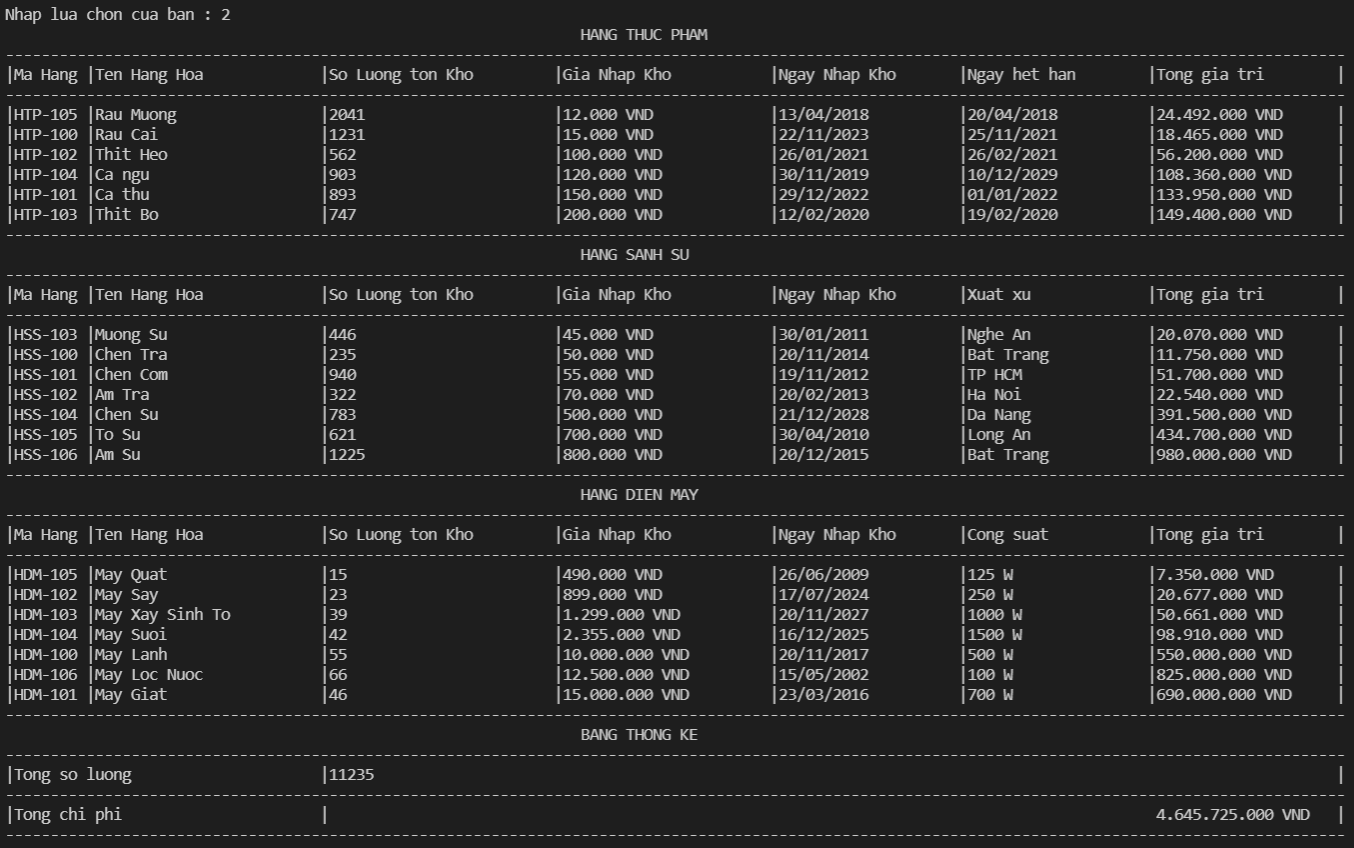 Nhap lua chon cua ban : 2
HANG THUC PHAM
|Ma Hang |Ten Hang Hoa |So Luong ton Kho |Gia Nhap Kho |Ngay Nhap Kho |Ngay het han |Tong gia tri |
|HTP-105 |Rau Muong |2041 |12.000 VND |13/04/2018 |20/04/2018 |24.492.000 VND |
|HTP-100 |Rau Cai |1231 |15.000 VND |22/11/2023 |25/11/2021 |18.465.000 VND |
|HTP-102 |Thit Heo |562 |100.000 VND |26/01/2021 |26/02/2021 |56.200.000 VND |
|HTP-104 |Ca ngu |903 |120.000 VND |30/11/2019 |10/12/2029 |108.360.000 VND |
|HTP-101 |Ca thu |893 |150.000 VND |29/12/2022 |01/01/2022 |133.950.000 VND |
|HTP-103 |Thit Bo |747 |200.000 VND |12/02/2020 |19/02/2020 |149.400.000 VND |
HANG SANH SU
|Ma Hang |Ten Hang Hoa |So Luong ton Kho |Gia Nhap Kho |Ngay Nhap Kho |Xuat xu |Tong gia tri |
|HSS-103 |Muong Su |446 |45.000 VND |30/01/2011 |Nghe An |20.070.000 VND |
|HSS-100 |Chen Tra |235 |50.000 VND |20/11/2014 |Bat Trang |11.750.000 VND |
|HSS-101 |Chen Com |940 |55.000 VND |19/11/2012 |TP HCM |51.700.000 VND |
|HSS-102 |Am Tra |322 |70.000 VND |20/02/2013 |Ha Noi |22.540.000 VND |
|HSS-104 |Chen Su |783 |500.000 VND |21/12/2028 |Da Nang |391.500.000 VND |
|HSS-105 |To Su |621 |700.000 VND |30/04/2010 |Long An |434.700.000 VND |
|HSS-106 |Am Su |1225 |800.000 VND |20/12/2015 |Bat Trang |980.000.000 VND |
HANG DIEN MAY
|Ma Hang |Ten Hang Hoa |So Luong ton Kho |Gia Nhap Kho |Ngay Nhap Kho |Cong suat |Tong gia tri |
|HDM-105 |May Quat |15 |490.000 VND |26/06/2009 |125 W |7.350.000 VND |
|HDM-102 |May Say |23 |899.000 VND |17/07/2024 |250 W |20.677.000 VND |
|HDM-103 |May Xay Sinh To |39 |1.299.000 VND |20/11/2027 |1000 W |50.661.000 VND |
|HDM-104 |May Suoi |42 |2.355.000 VND |16/12/2025 |1500 W |98.910.000 VND |
|HDM-100 |May Lanh |55 |10.000.000 VND |20/11/2017 |500 W |550.000.000 VND |
|HDM-106 |May Loc Nuoc |66 |12.500.000 VND |15/05/2002 |100 W |825.000.000 VND |
|HDM-101 |May Giat |46 |15.000.000 VND |23/03/2016 |700 W |690.000.000 VND |
BANG THONG KE
|Tong so luong |11235 |
|Tong chi phi | 4.645.725.000 VND |